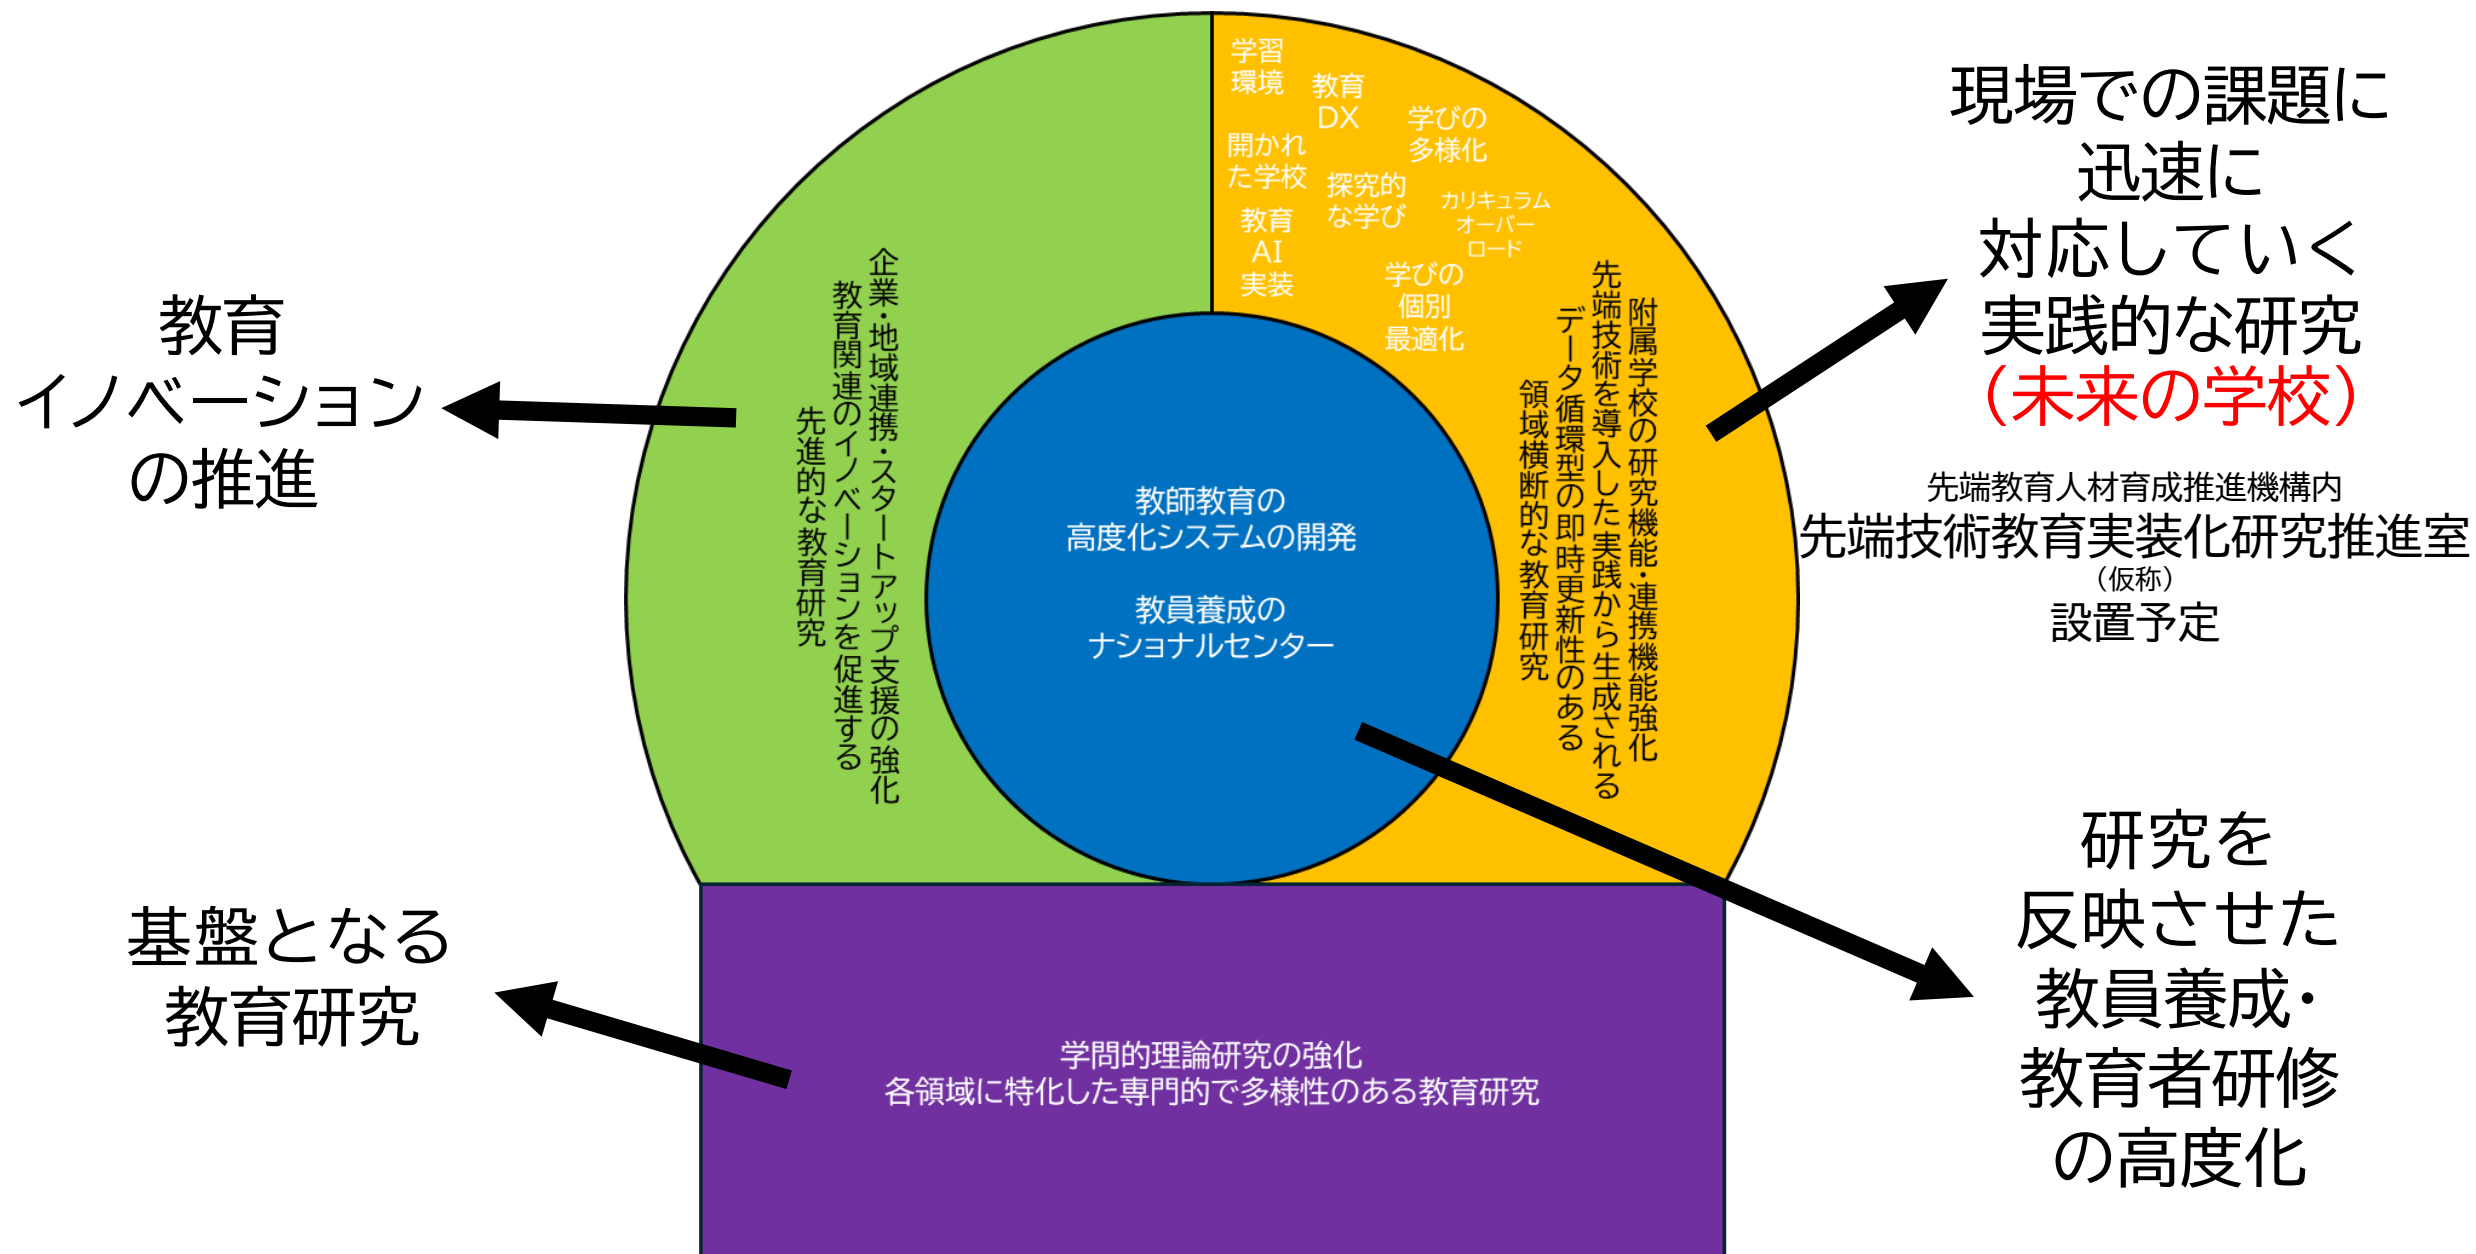 教育
イノベーション
の推進
基盤となる
教育研究
企業・地域連携・スタートアップ支援の強化
教育関連のイノベーションを促進する
先進的な教育研究
学習
環境
教育
DX
学びの
多様化
開かれ
た学校
探究的
な学び
カリキュラム
オーバー
ロード
教育
AI
実装
学びの
個別
最適化
附属学校の研究機能・連携機能強化
先端技術を導入した実践から生成される
データ循環型の即時更新性のある
領域横断的な教育研究
教師教育の
高度化システムの開発
教員養成の
ナショナルセンター
学問的理論研究の強化
各領域に特化した専門的で多様性のある教育研究
現場での課題に
迅速に
対応していく
実践的な研究
（未来の学校）
先端教育人材育成推進機構内
先端技術教育実装化研究推進室
（仮称）
設置予定
研究を
反映させた
教員養成・
教育者研修
の高度化